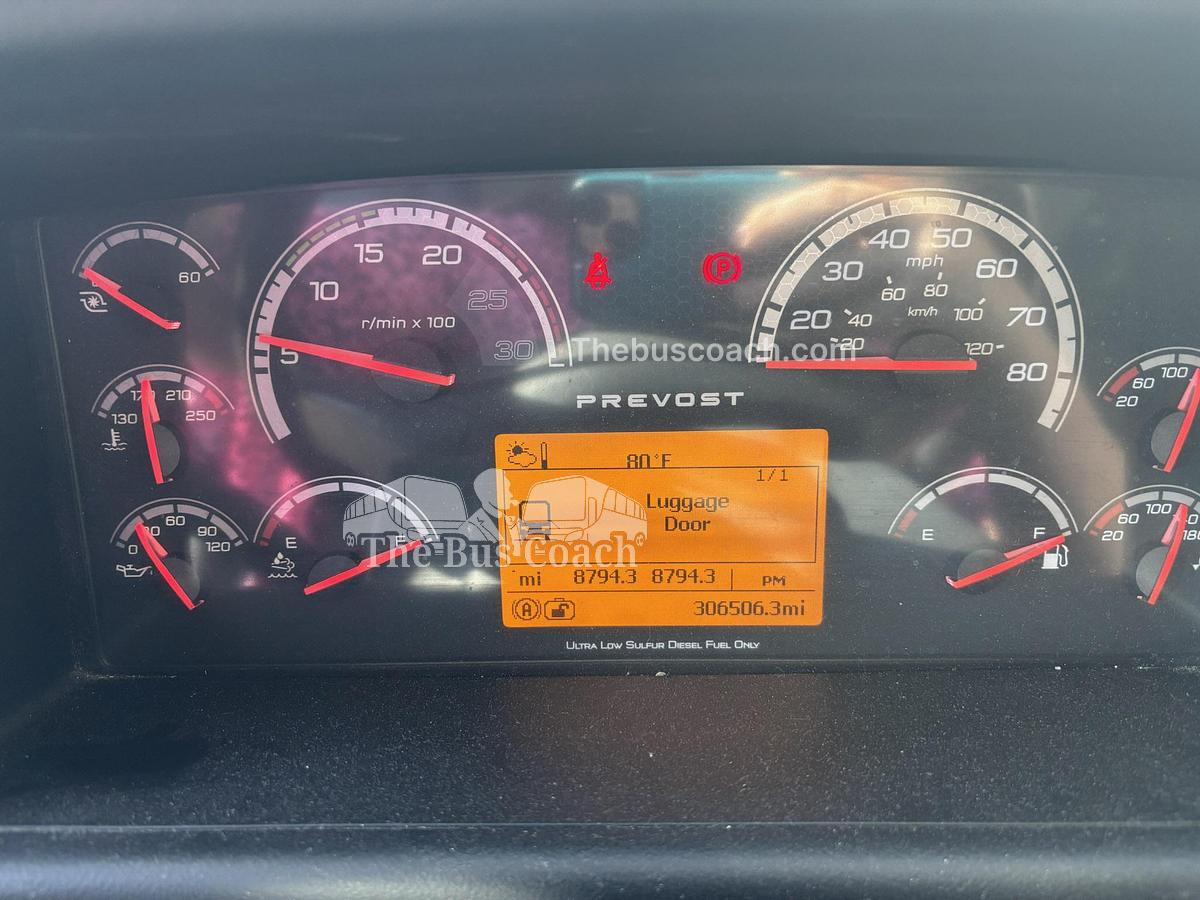 60
15 20
10 25
r/min x 100
5 30
40 50
mph
30 60
60 80
km/h 100
20 40 70
20 120
80
Thebuscoach.com
PREVOST
130 210
250
0 60 90
120
E F
80°F
1/1
Luggage
Door
mi 8794.3 8794.3 PM
A 306506.3mi
The Bus Coach
E F
P
60 100
20
60 100
20
ULTRA LOW SULFUR DIESEL FUEL ONLY